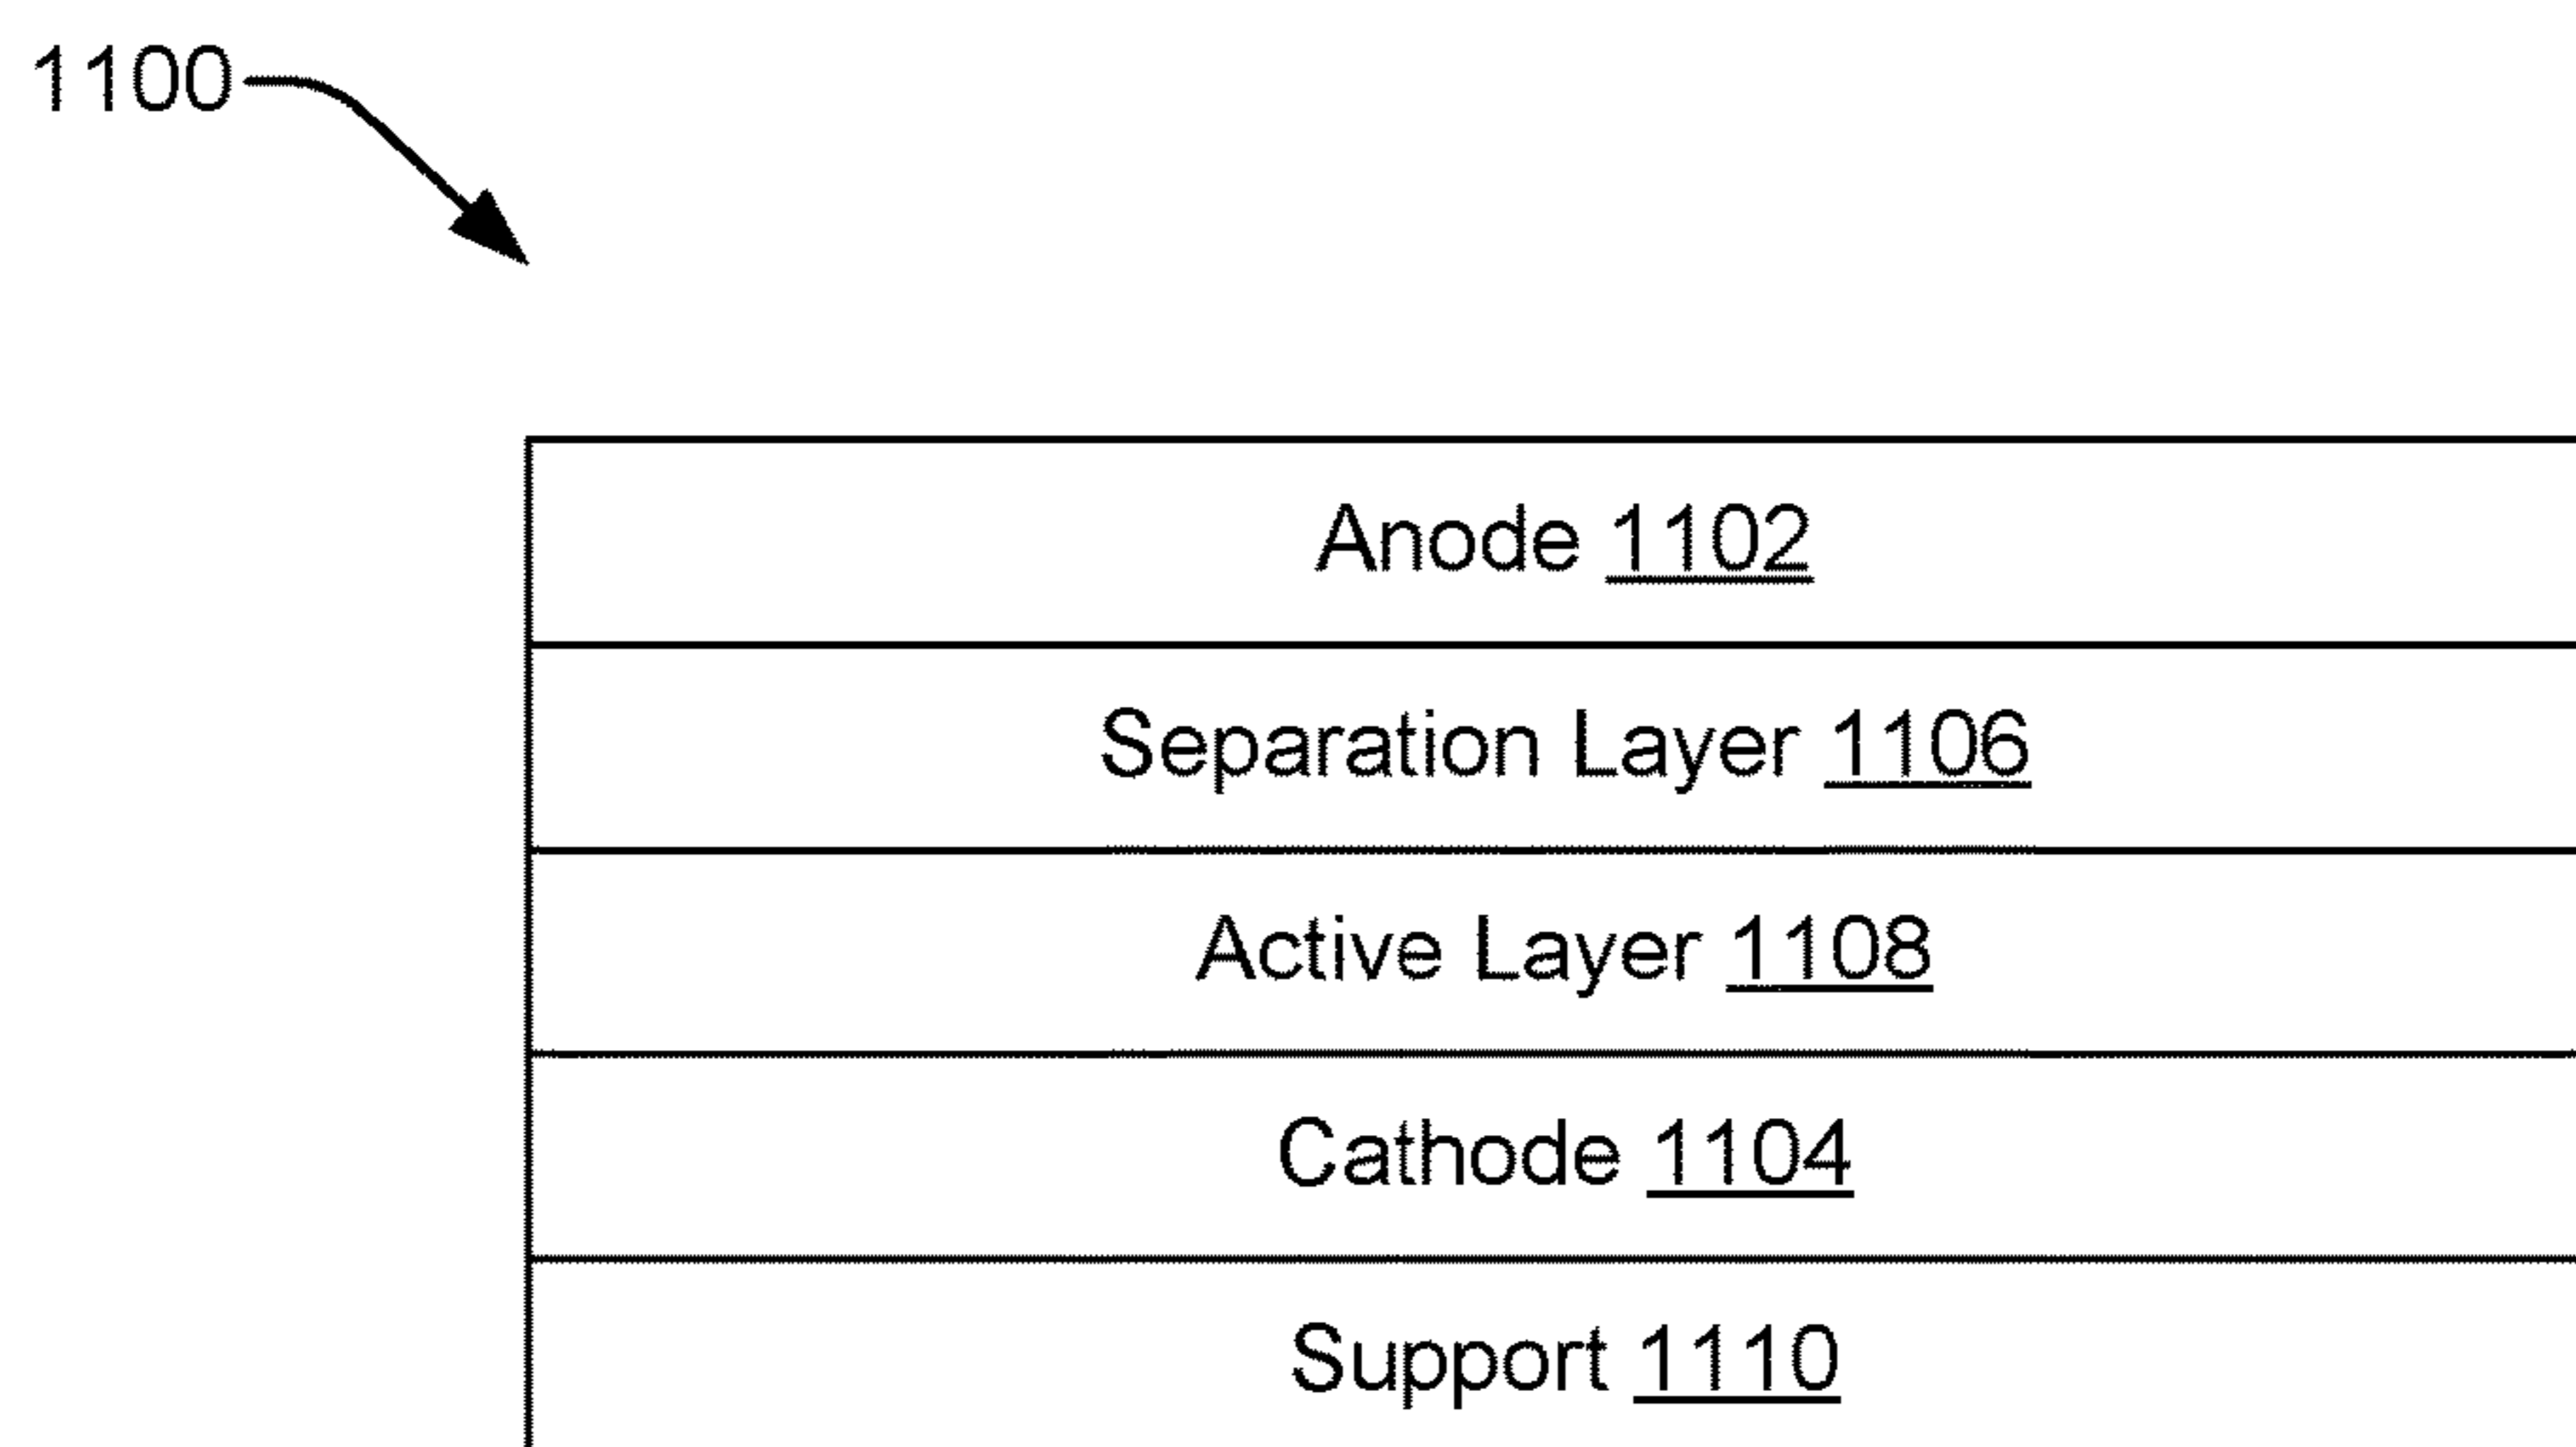 1100
Anode 1102
Separation Layer 1106
Active Layer 1108
Cathode 1104
Support 1110